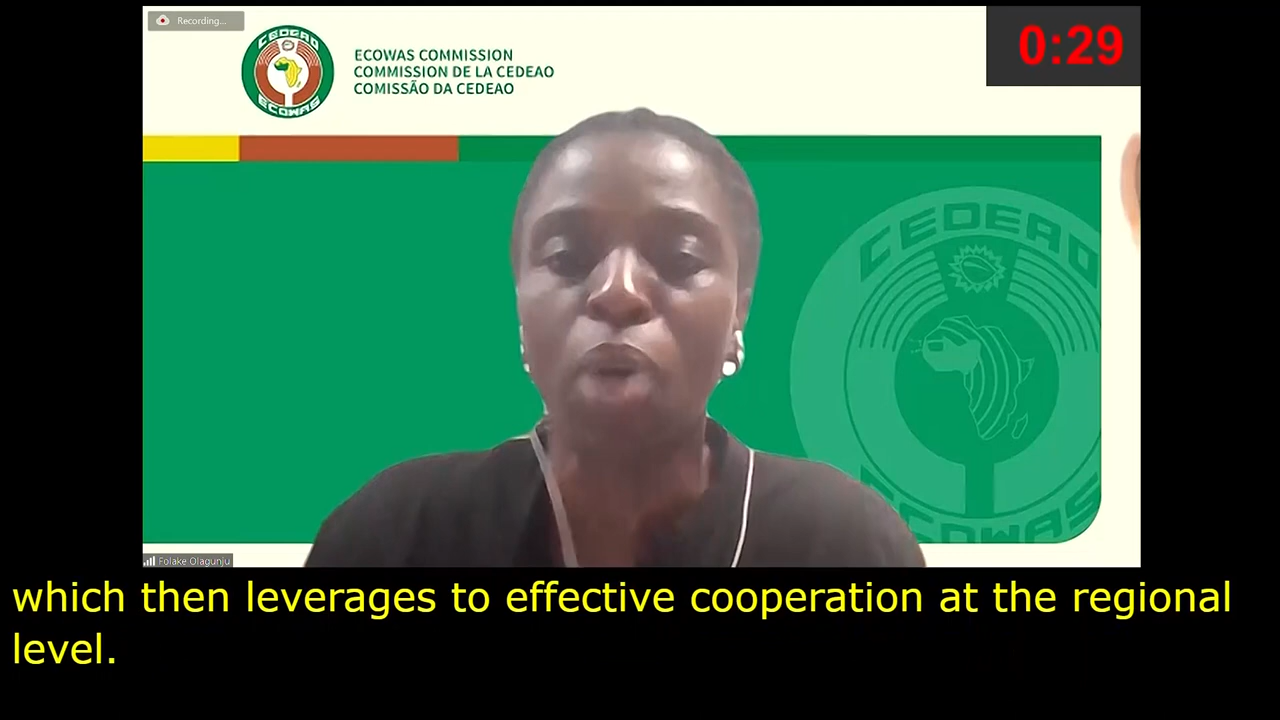 Recording...
CEDEAO
ECOWAS
ECOWAS COMMISSION
COMMISSION DE LA CEDEAO
COMISSÃO DA CEDEAO
0:29
CEDEAO
ECOWAS
Folake Olagunju
which then leverages to effective cooperation at the regional
level.